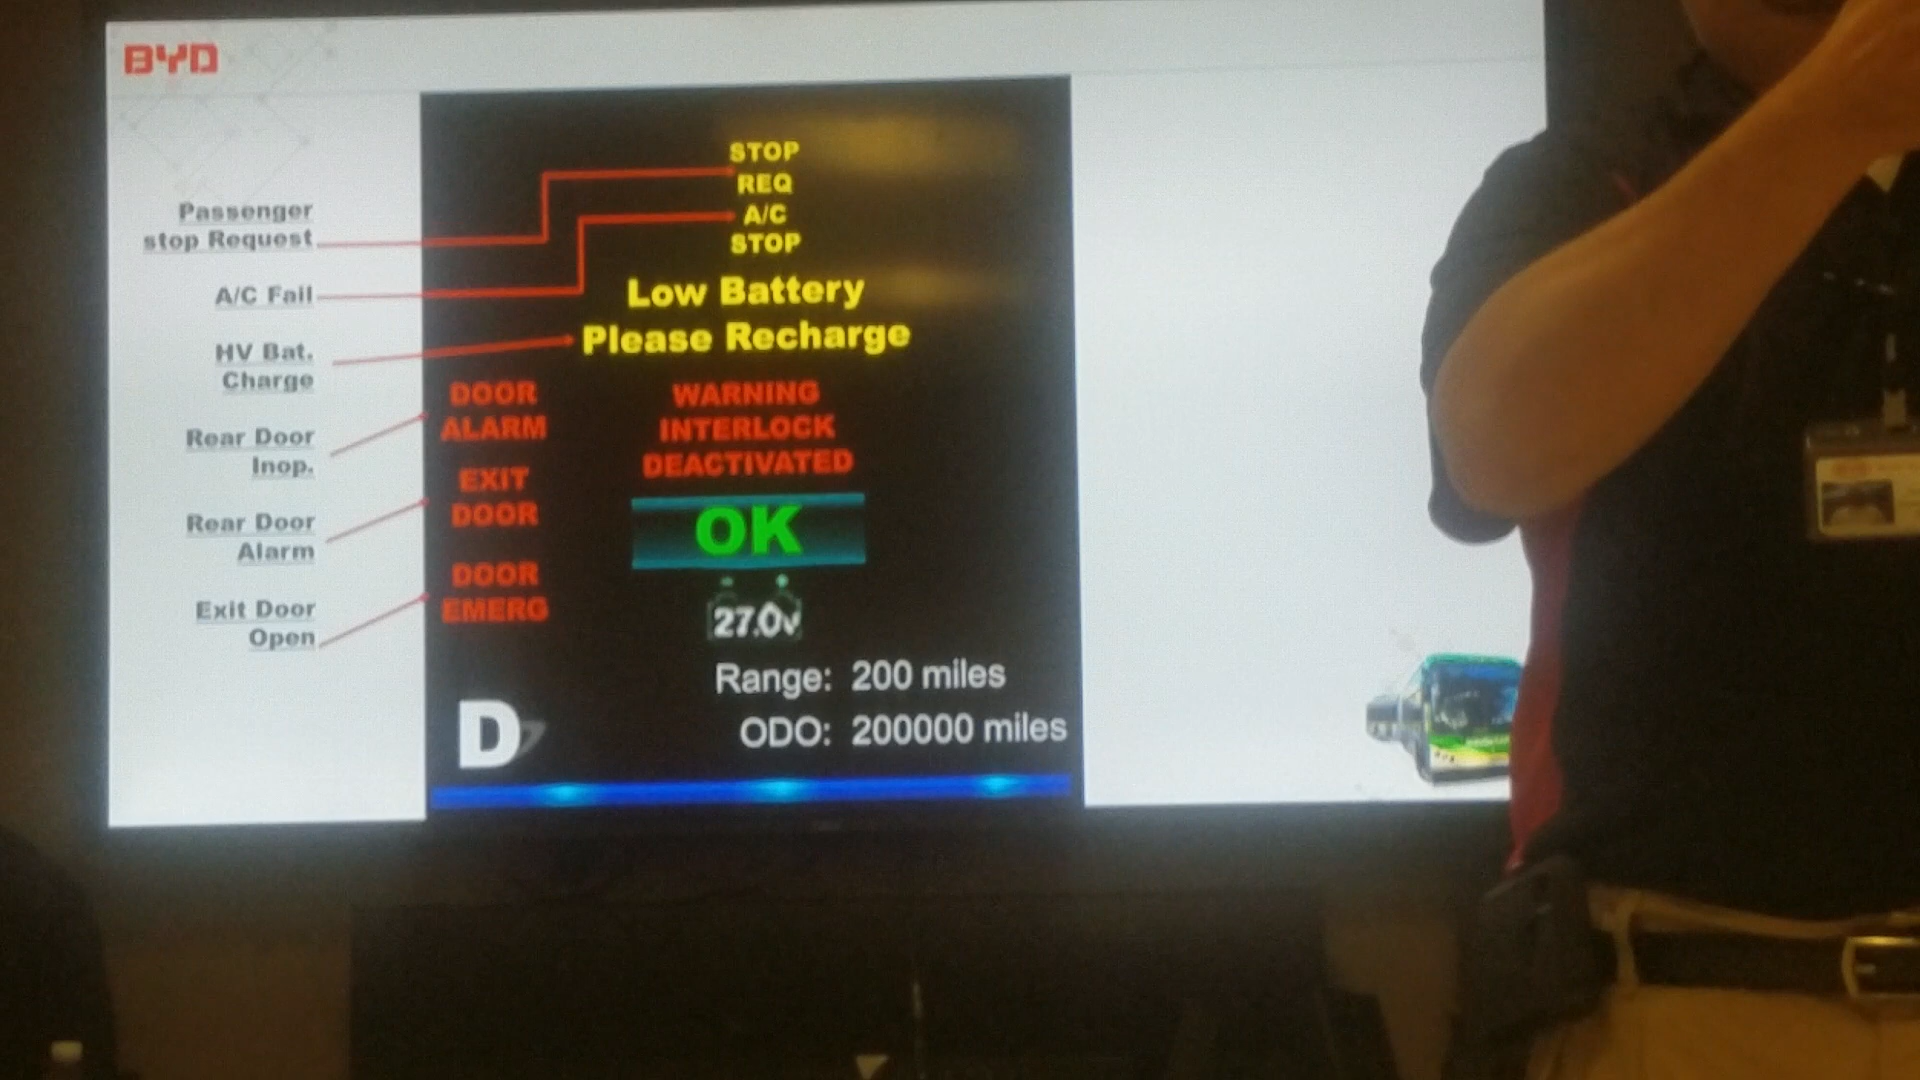 BYD
Passenger
stop Request
A/C Fail
HV Bat.
Charge
Rear Door
Inop.
Rear Door
Alarm
Exit Door
Open
STOP
REQ
A/C
STOP
Low Battery
Please Recharge
DOOR
ALARM
EXIT
DOOR
DOOR
EMERG
WARNING
INTERLOCK
DEACTIVATED
OK
27.0v
Range: 200 miles
ODO: 200000 miles
D